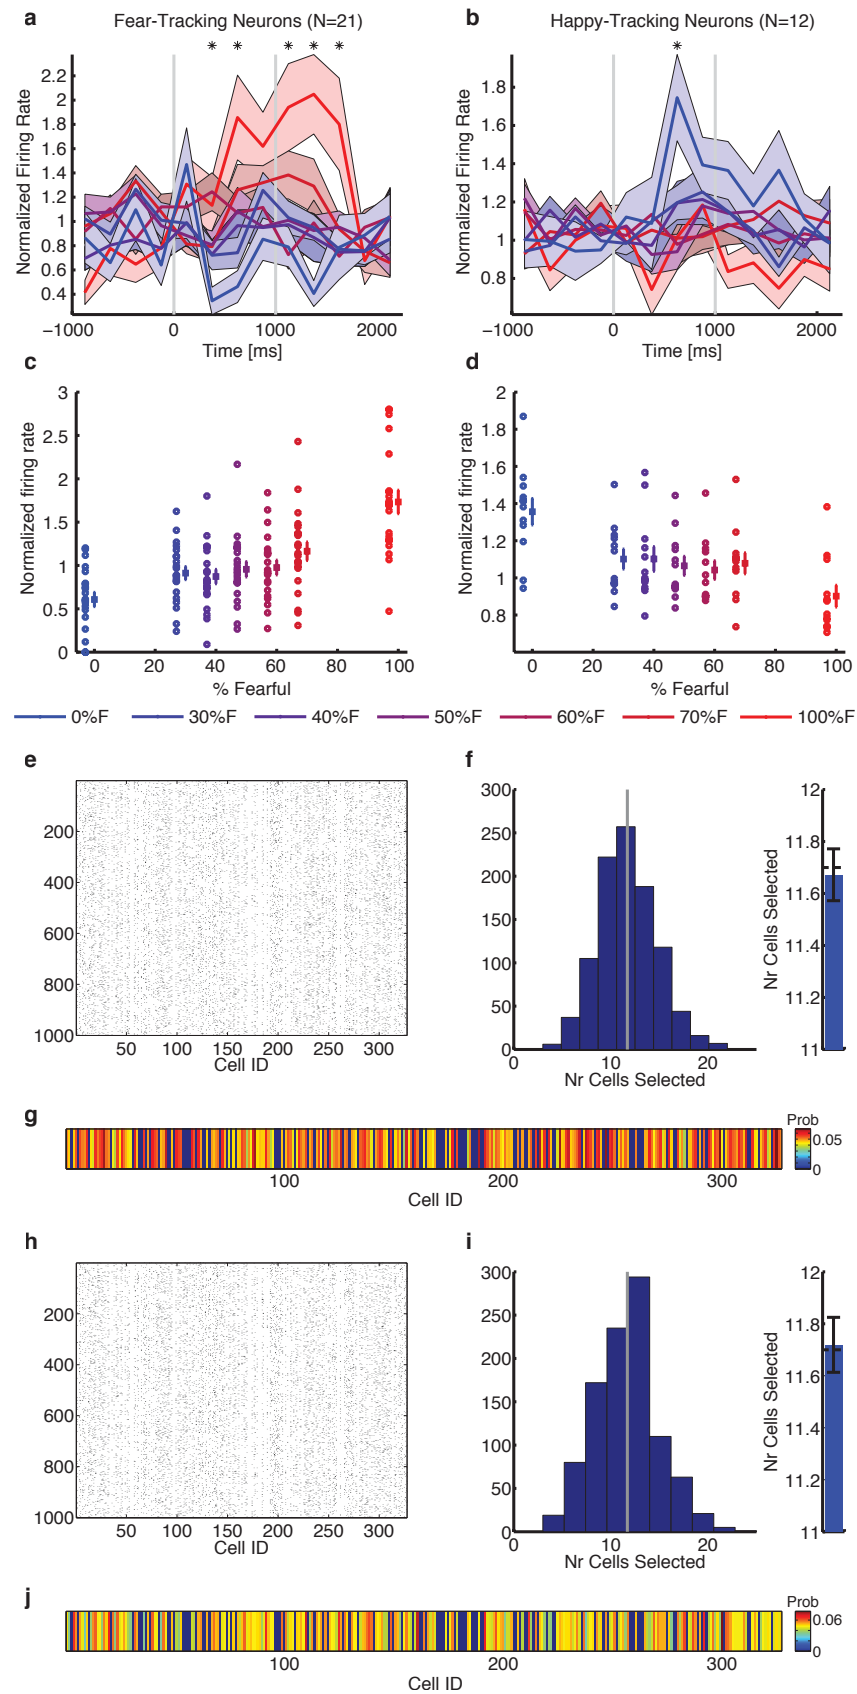 a Fear-Tracking Neurons (N=21)
* * * * *
Normalized Firing Rate
2.2
2
1.8
1.6
1.4
1.2
1
0.8
0.6
0.4
−1000 0 1000 2000
Time [ms]
b Happy-Tracking Neurons (N=12)
*
Normalized Firing Rate
1.8
1.6
1.4
1.2
1
0.8
−1000 0 1000 2000
Time [ms]
c
Normalized firing rate
3
2.5
2
1.5
1
0.5
0
0 20 40 60 80 100
% Fearful
d
Normalized firing rate
2
1.8
1.6
1.4
1.2
1
0.8
0 20 40 60 80 100
% Fearful
0%F 30%F 40%F 50%F 60%F 70%F 100%F
e
200
400
600
800
1000
50 100 150 200 250 300
Cell ID
f
300
250
200
150
100
50
0
0 10 20
Nr Cells Selected
Nr Cells Selected
12
11.8
11.6
11.4
11.2
11
g
Prob
0.05
0
100 200 300
Cell ID
h
200
400
600
800
1000
50 100 150 200 250 300
Cell ID
i
300
250
200
150
100
50
0
0 10 20
Nr Cells Selected
Nr Cells Selected
12
11.8
11.6
11.4
11.2
11
j
Prob
0.06
0
100 200 300
Cell ID